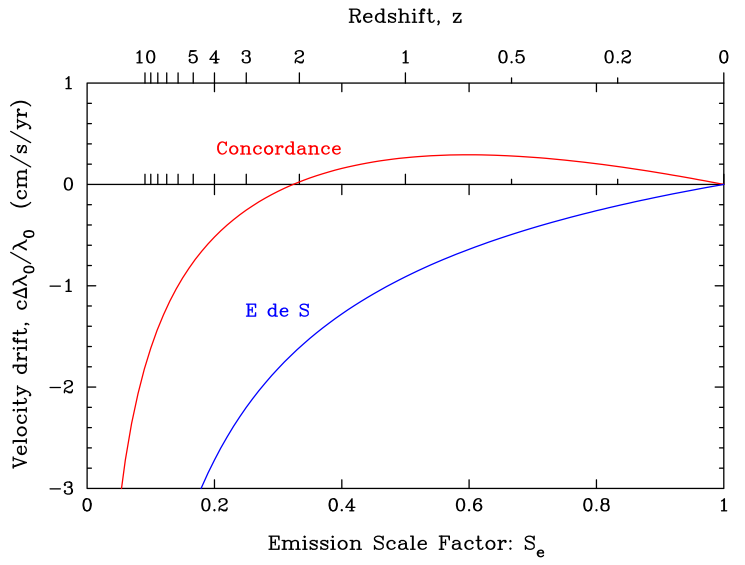 Redshift, z
10 5 4 3 2 1 0.5 0.2 0
1
0
−1
−2
−3
Velocity drift, cΔλ₀/λ₀ (cm/s/yr)
Concordance
E de S
0 0.2 0.4 0.6 0.8 1
Emission Scale Factor: Sₑ